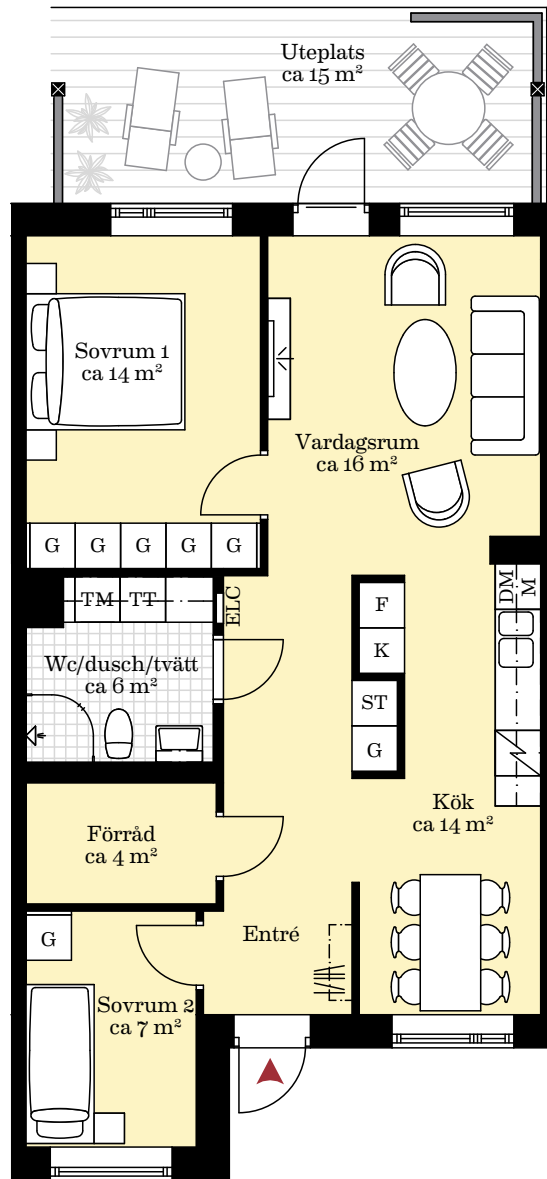 Uteplats
ca 15 m²
Sovrum 1
ca 14 m²
Vardagsrum
ca 16 m²
G G G G G
TM TT
ELC
DM
M
F
K
ST
G
Wc/dusch/tvätt
ca 6 m²
Kök
ca 14 m²
Förråd
ca 4 m²
Entré
G
Sovrum 2
ca 7 m²